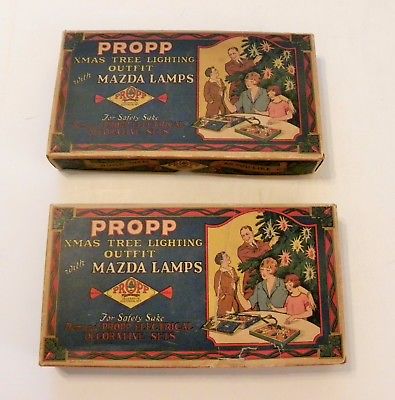 PROPP
XMAS TREE LIGHTING
OUTFIT
with MAZDA LAMPS
PROPP
For Safety Sake
PROPP ELECTRICAL
DECORATIVE SETS
PROPP
XMAS TREE LIGHTING
OUTFIT
with MAZDA LAMPS
PROPP
For Safety Sake
PROPP ELECTRICAL
DECORATIVE SETS